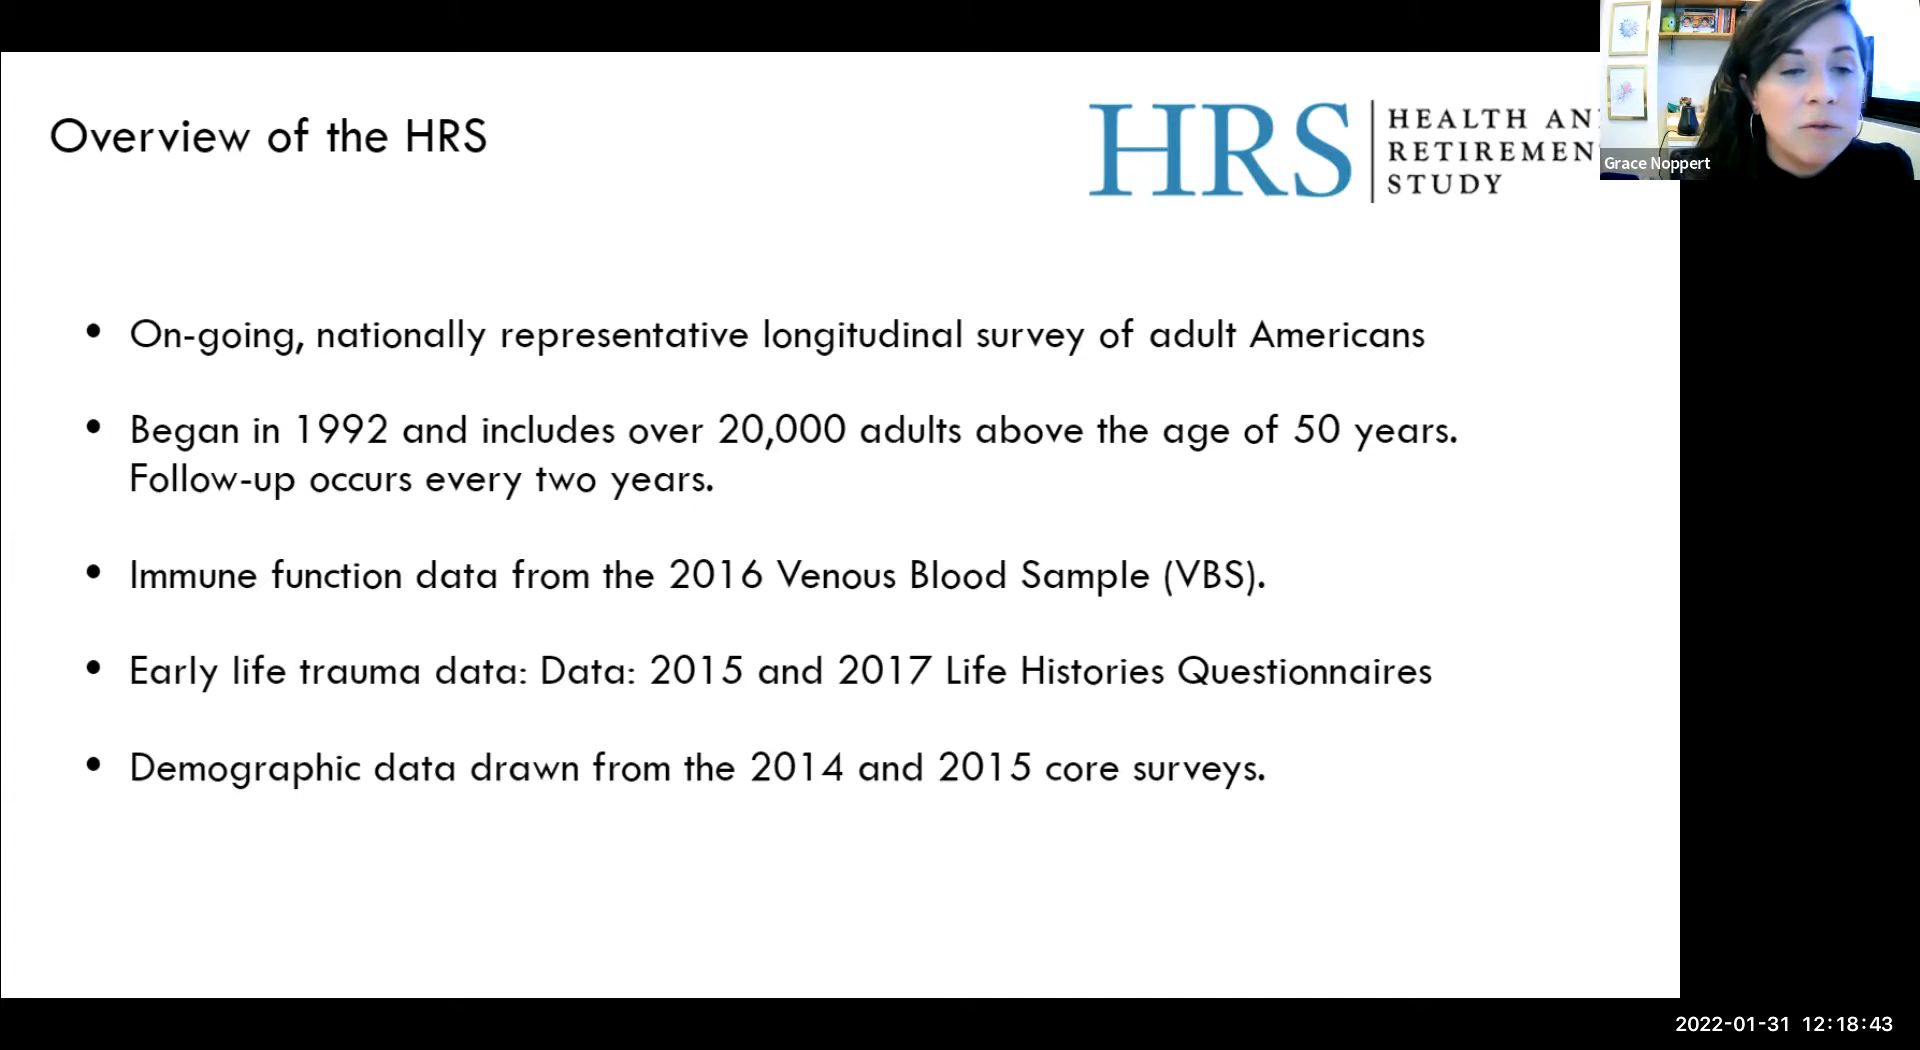 Overview of the HRS
HRS
HEALTH AN
RETIREMEN
STUDY
Grace Noppert
• On-going, nationally representative longitudinal survey of adult Americans
• Began in 1992 and includes over 20,000 adults above the age of 50 years.
Follow-up occurs every two years.
• Immune function data from the 2016 Venous Blood Sample (VBS).
• Early life trauma data: Data: 2015 and 2017 Life Histories Questionnaires
• Demographic data drawn from the 2014 and 2015 core surveys.
2022-01-31 12:18:43